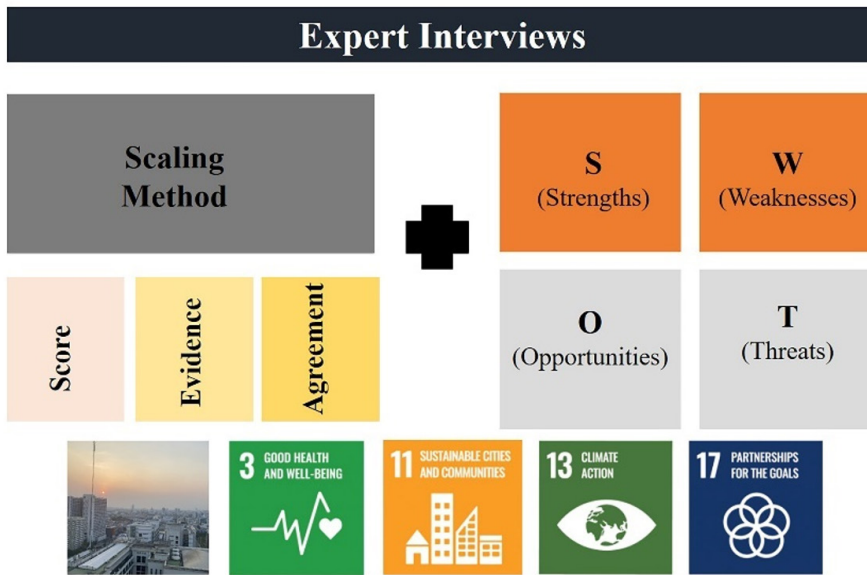 Expert Interviews
Scaling
Method
S
(Strengths)
W
(Weaknesses)
Score
Evidence
Agreement
O
(Opportunities)
T
(Threats)
3 GOOD HEALTH
AND WELL-BEING
11 SUSTAINABLE CITIES
AND COMMUNITIES
13 CLIMATE
ACTION
17 PARTNERSHIPS
FOR THE GOALS